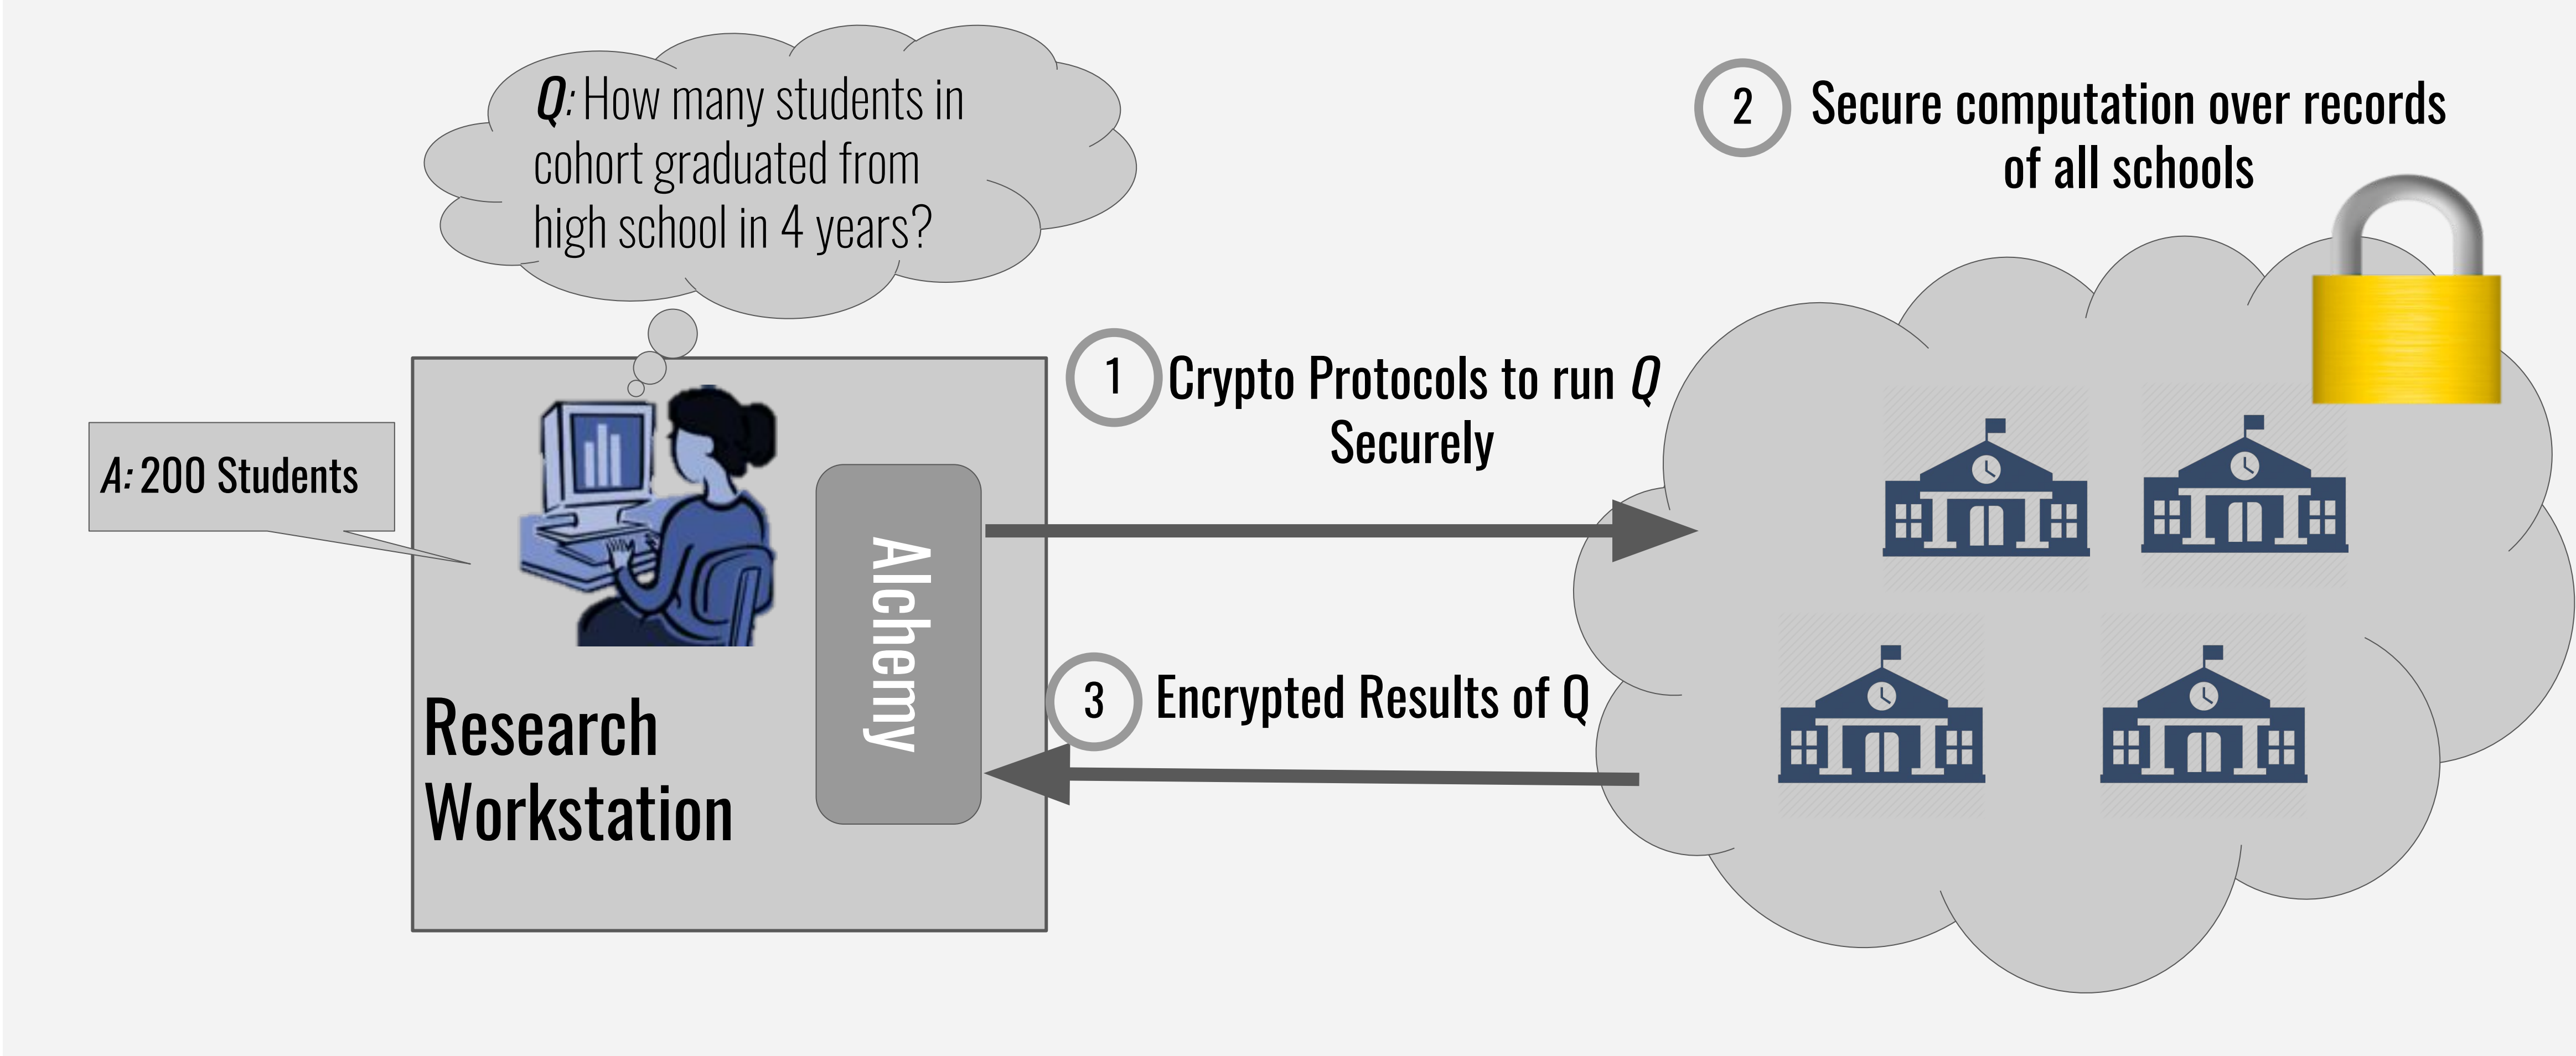 Q: How many students in
cohort graduated from
high school in 4 years?
2
Secure computation over records
of all schools
1
Crypto Protocols to run Q
Securely
A: 200 Students
Alchemy
3
Encrypted Results of Q
Research
Workstation